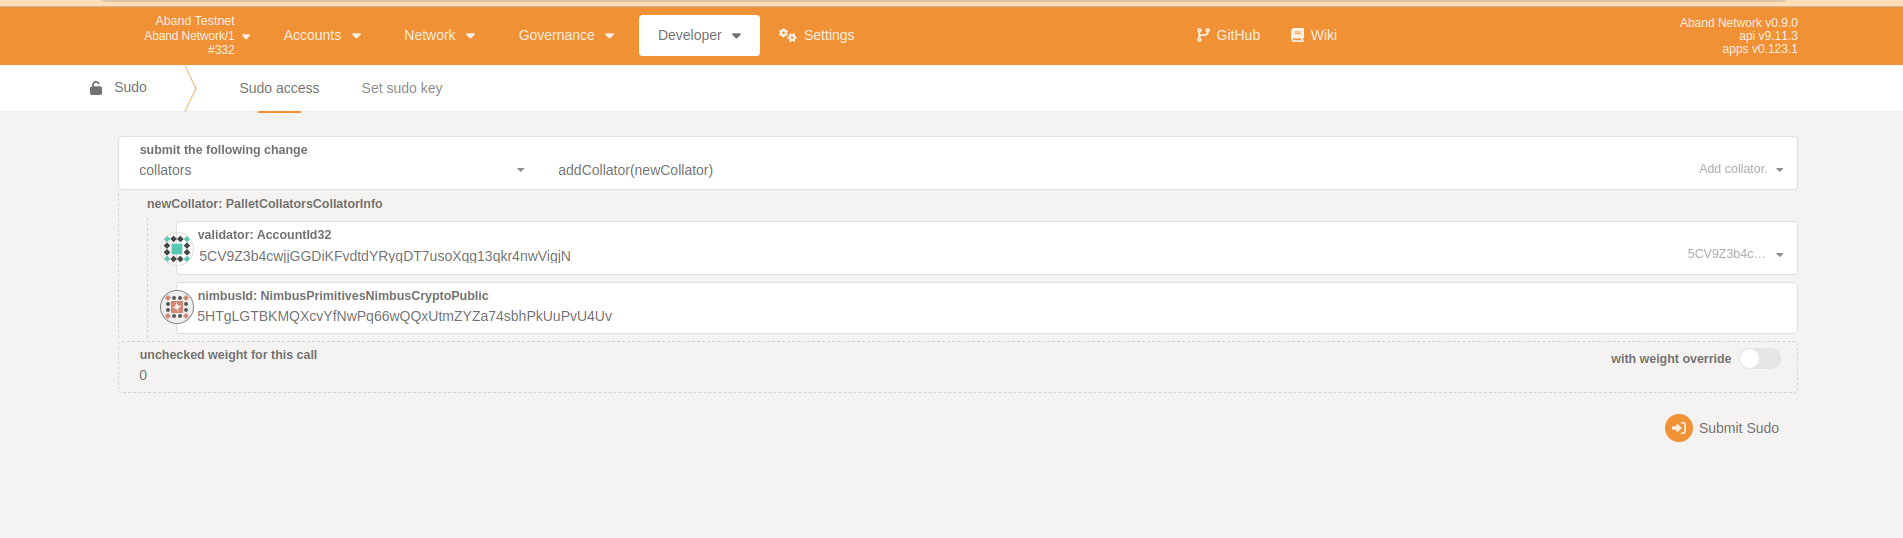 Aband Testnet
Aband Network/1
#332
Accounts
Network
Governance
Developer
Settings
GitHub
Wiki
Aband Network v0.9.0
api v9.11.3
apps v0.123.1
Sudo
Sudo access
Set sudo key
submit the following change
collators
addCollator(newCollator)
Add collator.
newCollator: PalletCollatorsCollatorInfo
validator: AccountId32
5CV9Z3b4cwjjGGDiKFvdtdYRyqDT7usoXqg13qkr4nwVigjN
5CV9Z3b4c…
nimbusId: NimbusPrimitivesNimbusCryptoPublic
5HTgLGTBKMQXcvYfNwPq66wQQxUtmZYZa74sbhPkUuPvU4Uv
unchecked weight for this call
0
with weight override
Submit Sudo